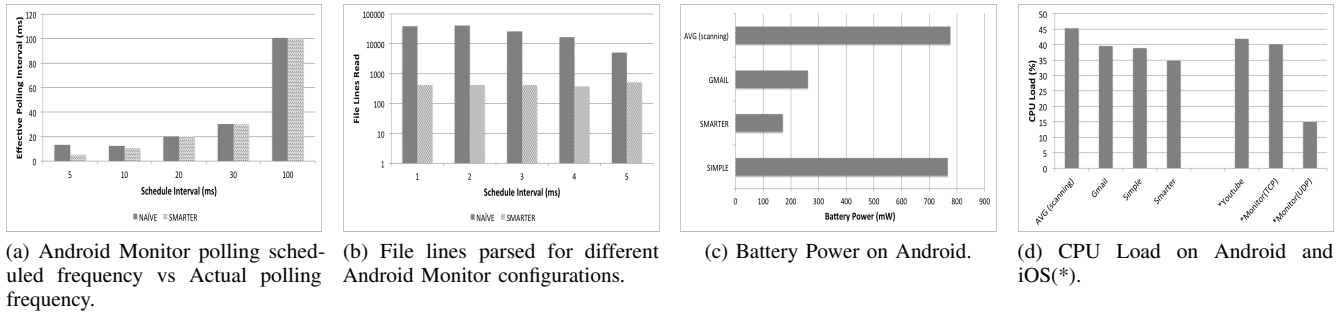 120
100
80
60
40
20
0
Effective Polling Interval (ms)
5 10 20 30 100
Schedule Interval (ms)
NAÏVE SMARTER
(a) Android Monitor polling sched-
uled frequency vs Actual polling
frequency.
100000
10000
1000
100
10
1
File Lines Read
1 2 3 4 5
Schedule Interval (ms)
NAÏVE SMARTER
(b) File lines parsed for different
Android Monitor configurations.
AVG (scanning)
GMAIL
SMARTER
SIMPLE
0 100 200 300 400 500 600 700 800 900
Battery Power (mW)
(c) Battery Power on Android.
50
45
40
35
30
25
20
15
10
5
0
CPU Load (%)
AVG (scanning) Gmail Simple Smarter *Youtube *Monitor(TCP) *Monitor(UDP)
(d) CPU Load on Android and
iOS(*).